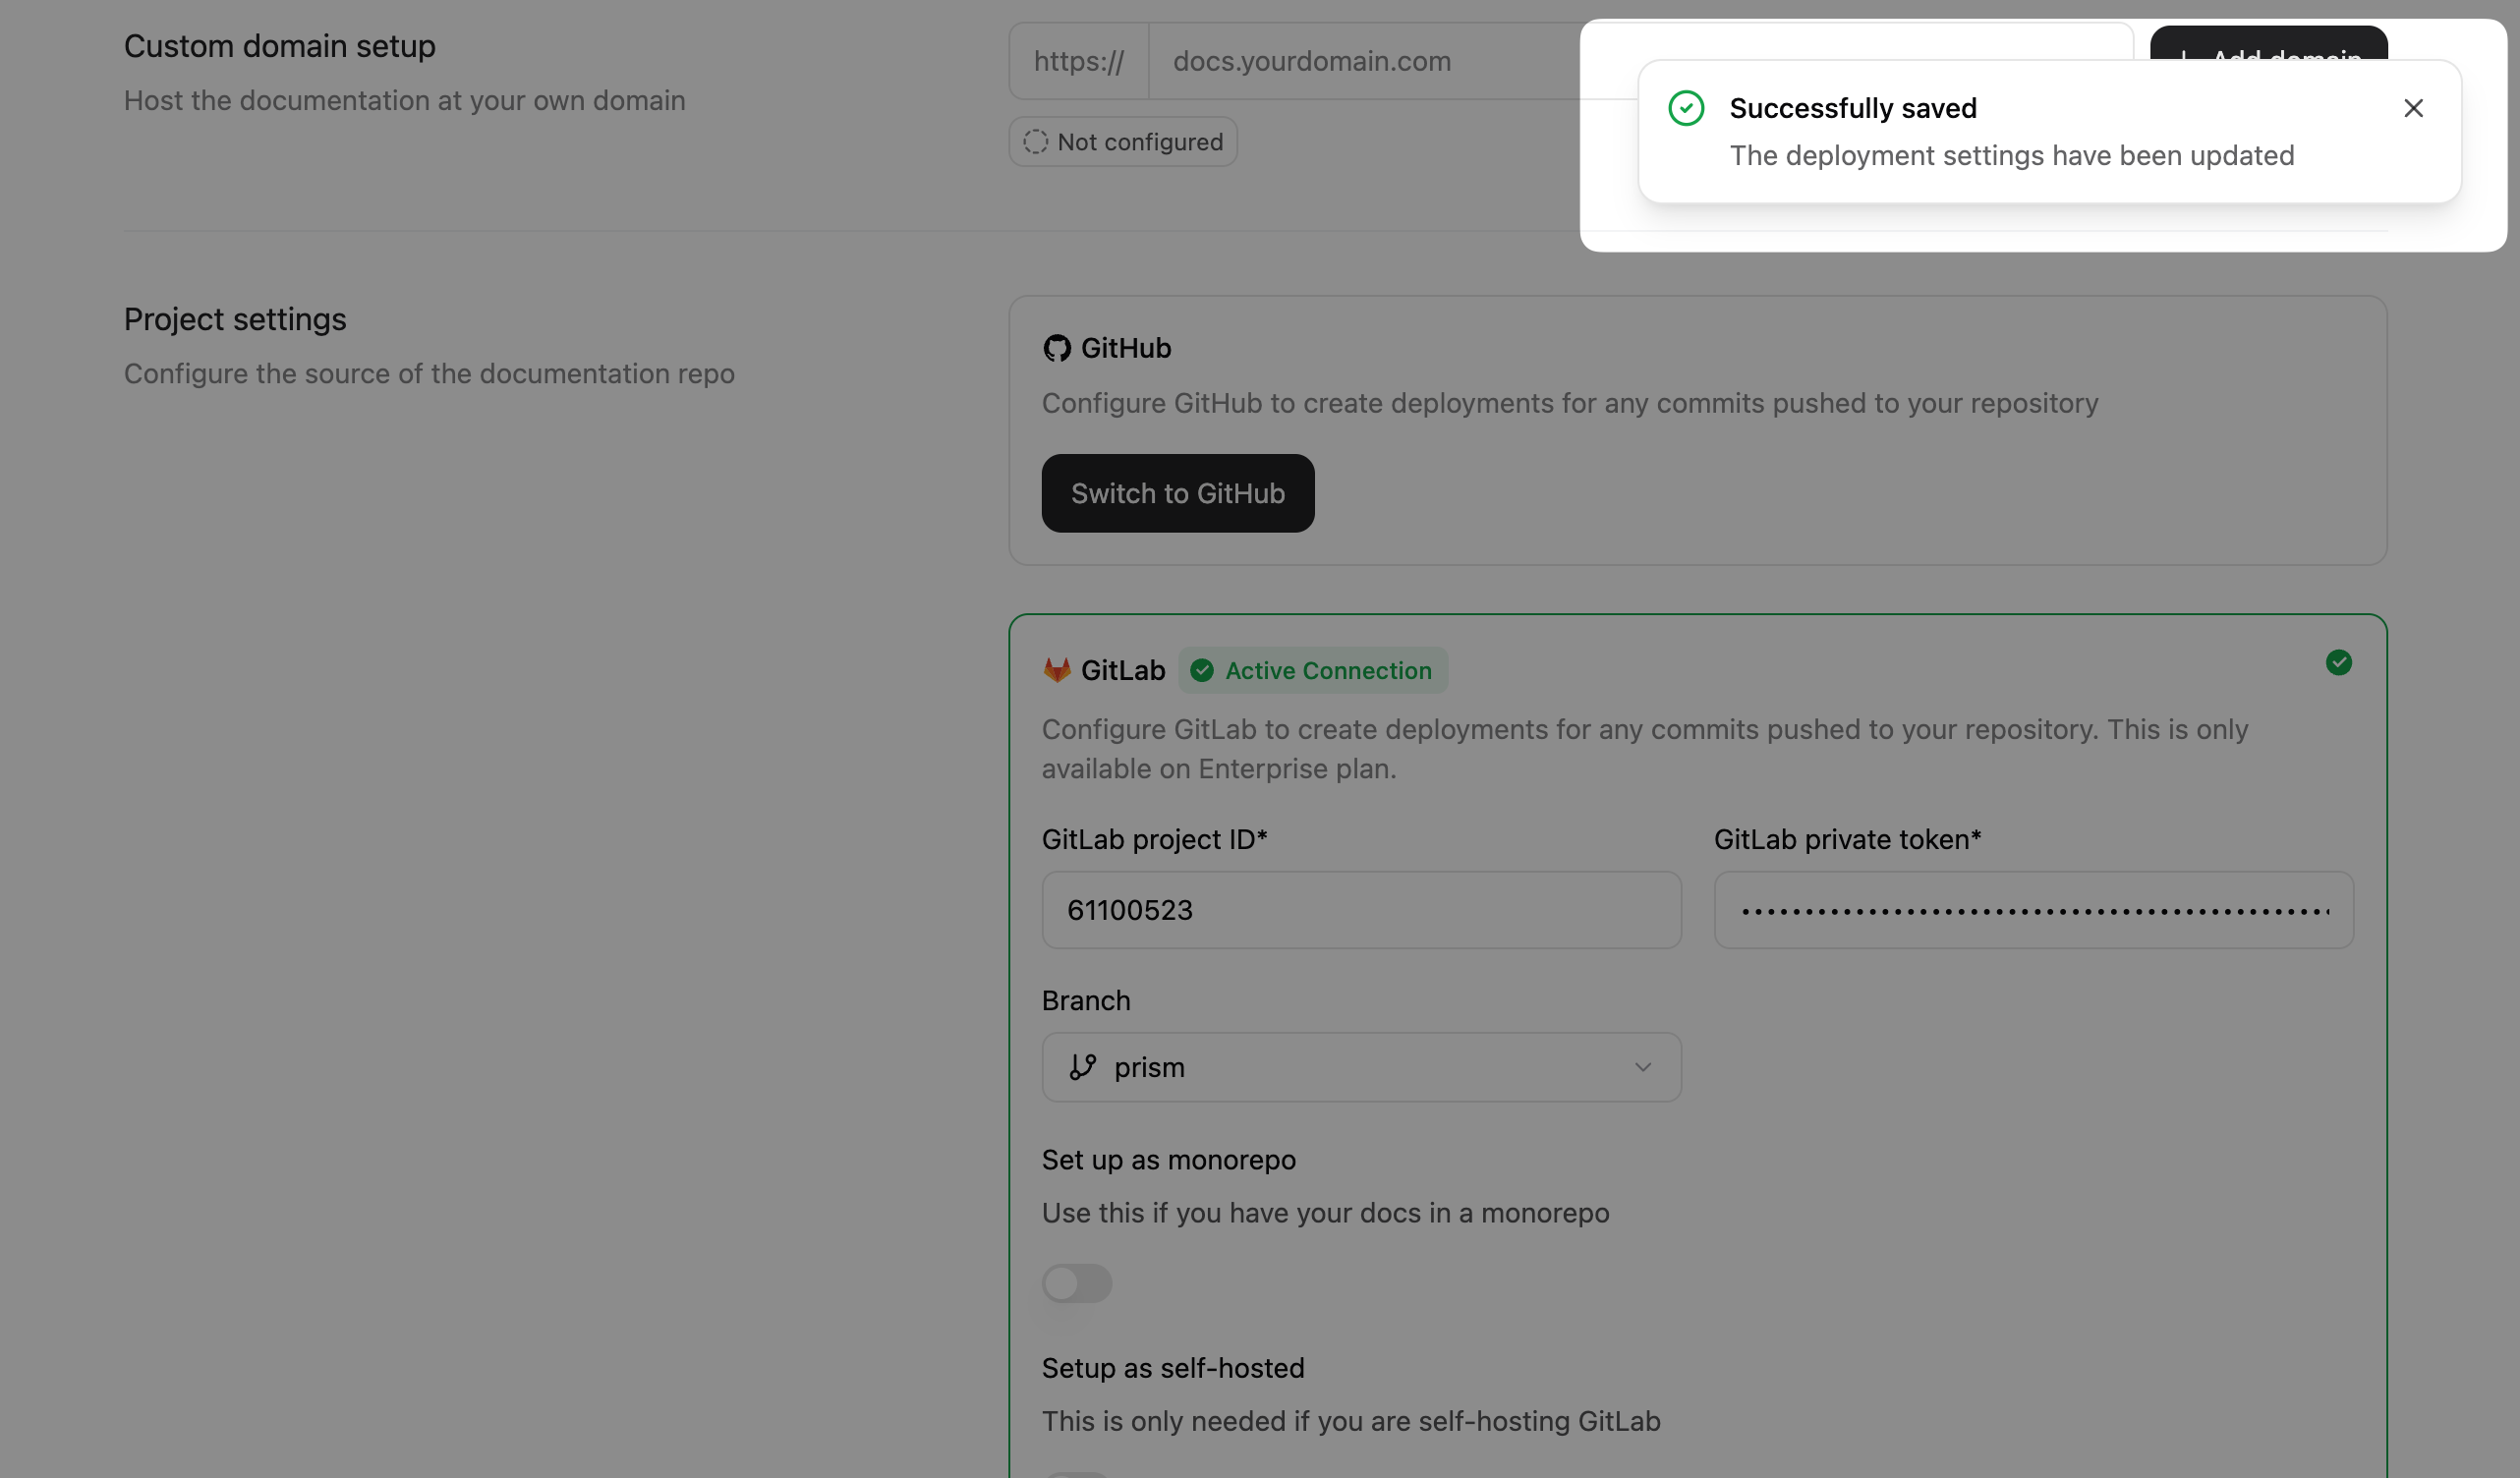 Custom domain setup
Host the documentation at your own domain
https://
docs.yourdomain.com
Add domain
Not configured
Successfully saved
The deployment settings have been updated
Project settings
Configure the source of the documentation repo
GitHub
Configure GitHub to create deployments for any commits pushed to your repository
Switch to GitHub
GitLab
Active Connection
Configure GitLab to create deployments for any commits pushed to your repository. This is only
available on Enterprise plan.
GitLab project ID*
61100523
GitLab private token*
Branch
prism
Set up as monorepo
Use this if you have your docs in a monorepo
Setup as self-hosted
This is only needed if you are self-hosting GitLab